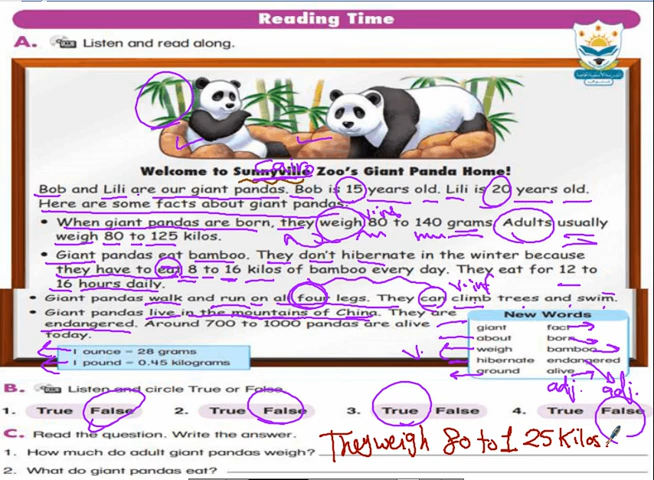 Reading Time
A. Listen and read along.
Cairo
Welcome to Sunnyville Zoo's Giant Panda Home!
Bob and Lili are our giant pandas. Bob is 15 years old. Lili is 20 years old.
Here are some facts about giant pandas.
v. inf
• When giant pandas are born, they weigh 80 to 140 grams. Adults usually
weigh 80 to 125 kilos.
• Giant pandas eat bamboo. They don't hibernate in the winter because
they have to eat 8 to 16 kilos of bamboo every day. They eat for 12 to
16 hours daily.
v. inf
• Giant pandas walk and run on all four legs. They can climb trees and swim.
• Giant pandas live in the mountains of China. They are
endangered. Around 700 to 1000 pandas are alive
today.
1 ounce = 28 grams
1 pound = 0.45 kilograms
New Words
giant fact
about born
v. weigh bamboo
hibernate endangered
ground alive
adj. adj.
B. Listen and circle True or False.
1. True False 2. True False 3. True False 4. True False
C. Read the question. Write the answer.
1. How much do adult giant pandas weigh? They weigh 80 to 125 Kilos.
2. What do giant pandas eat?